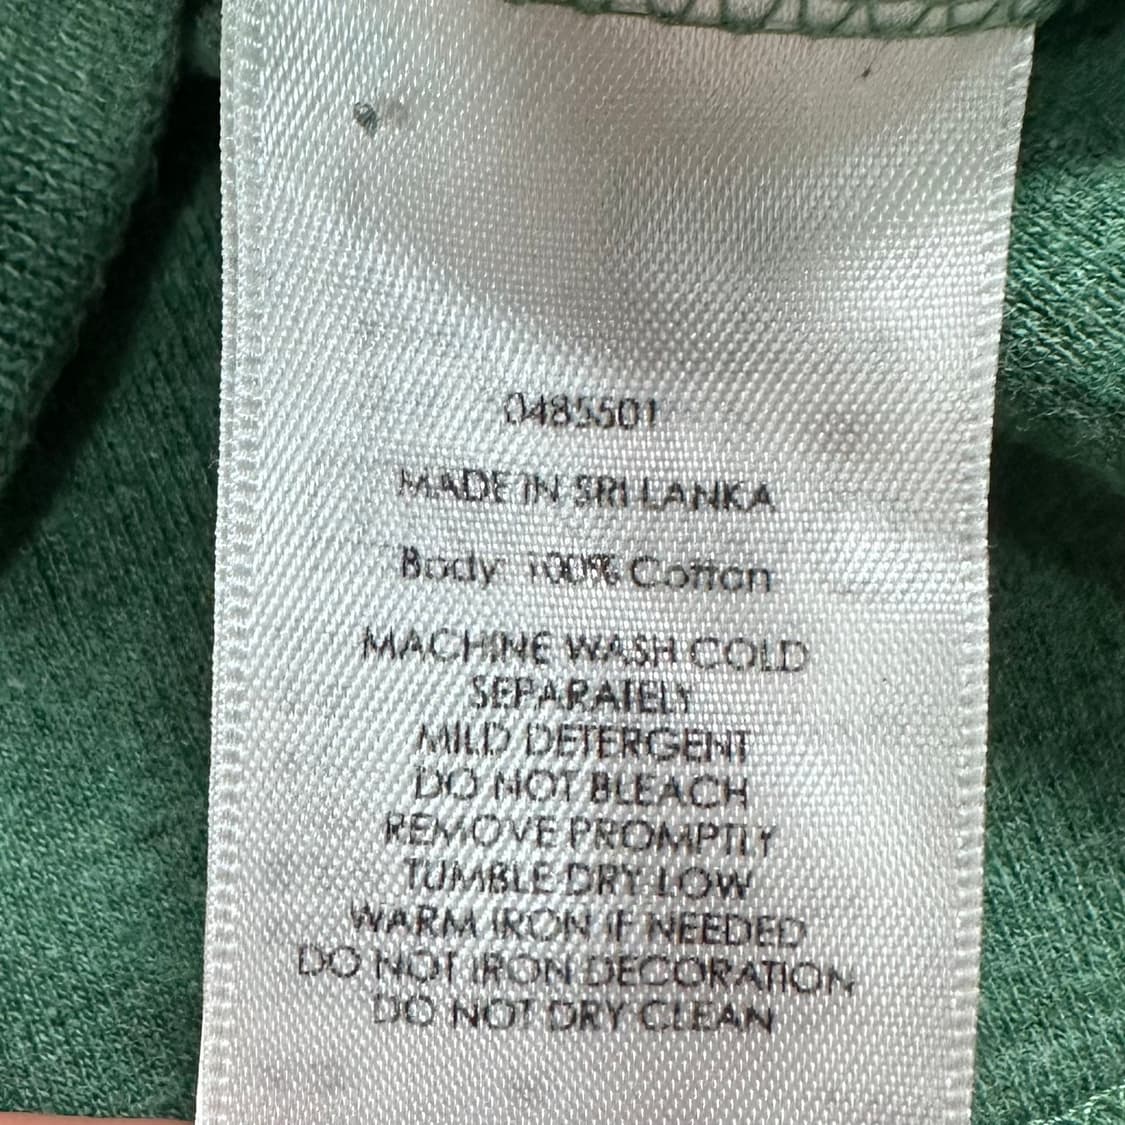 0485501
MADE IN SRI LANKA
Body: 100% Cotton
MACHINE WASH COLD
SEPARATELY
MILD DETERGENT
DO NOT BLEACH
REMOVE PROMPTLY
TUMBLE DRY LOW
WARM IRON IF NEEDED
DO NOT IRON DECORATION
DO NOT DRY CLEAN